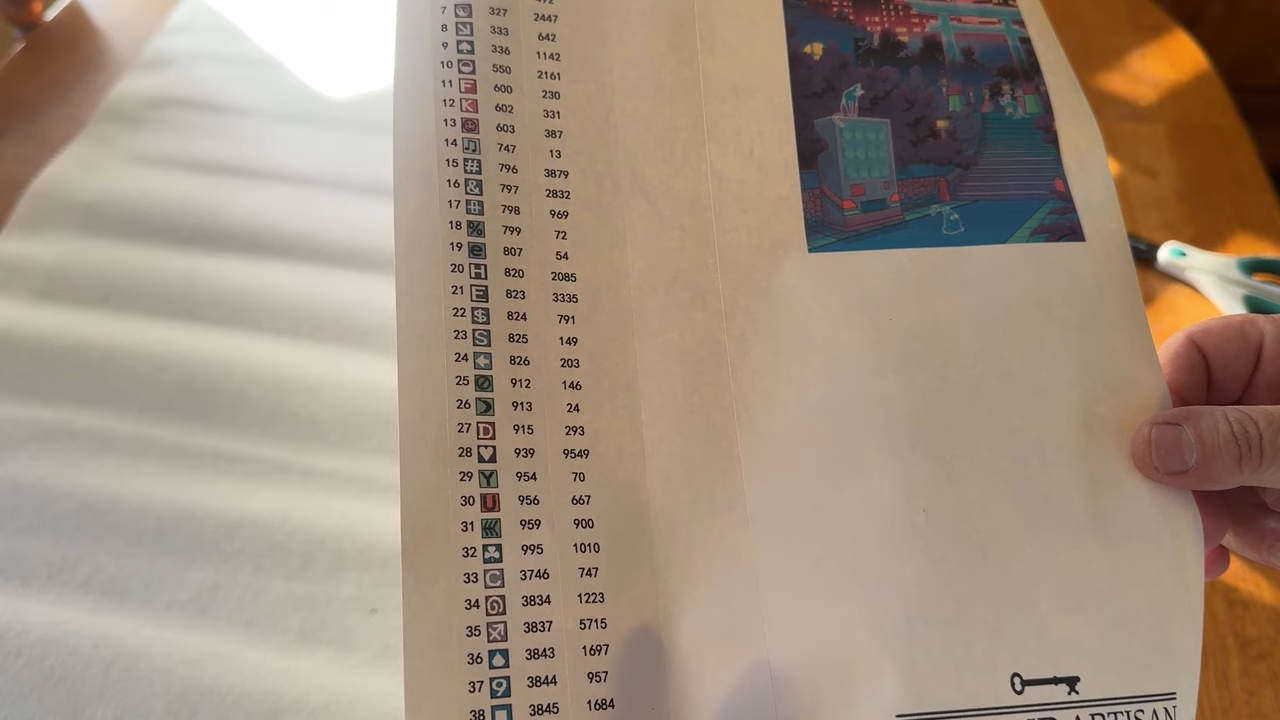 7 327 2447
8 333 642
9 336 1142
10 550 2161
11 F 600 230
12 K 602 331
13 603 387
14 747 13
15 # 796 3879
16 & 797 2832
17 798 969
18 % 799 72
19 e 807 54
20 H 820 2085
21 E 823 3335
22 $ 824 791
23 S 825 149
24 826 203
25 912 146
26 913 24
27 D 915 293
28 939 9549
29 Y 954 70
30 U 956 667
31 959 900
32 995 1010
33 C 3746 747
34 3834 1223
35 3837 5715
36 3843 1697
37 9 3844 957
38 3845 1684
ARTISAN